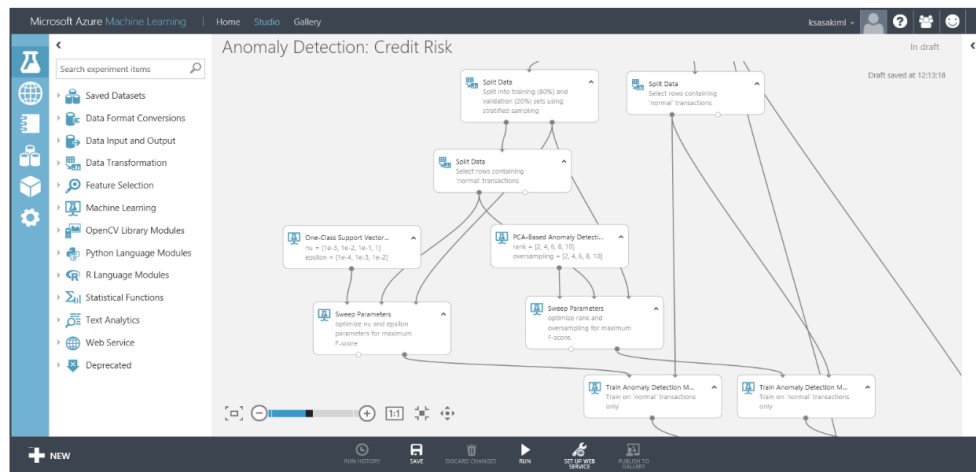 Microsoft Azure Machine Learning | Home Studio Gallery ksasakiml
Anomaly Detection: Credit Risk
In draft
Draft saved at 12:13:18
Search experiment items
Saved Datasets
Data Format Conversions
Data Input and Output
Data Transformation
Feature Selection
Machine Learning
OpenCV Library Modules
Python Language Modules
R Language Modules
Statistical Functions
Text Analytics
Web Service
Deprecated
Split Data
Split into training (80%) and
validation (20%) sets using
stratified sampling
Split Data
Select rows containing
'normal' transactions
Split Data
Select rows containing
'normal' transactions
One-Class Support Vector...
nu = [1e-3, 1e-2, 1e-1, 1]
epsilon = [1e-4, 1e-3, 1e-2]
PCA-Based Anomaly Detecti...
rank = [2, 4, 6, 8, 10]
oversampling = [2, 4, 6, 8, 10]
Sweep Parameters
optimize nu and epsilon
parameters for maximum
F-score
Sweep Parameters
optimize rank and
oversampling for maximum
F-score.
Train Anomaly Detection M...
Train on 'normal' transactions
only
Train Anomaly Detection M...
Train on 'normal' transactions
only
1:1
NEW
RUN HISTORY
SAVE
DISCARD CHANGES
RUN
SET UP WEB
SERVICE
PUBLISH TO
GALLERY